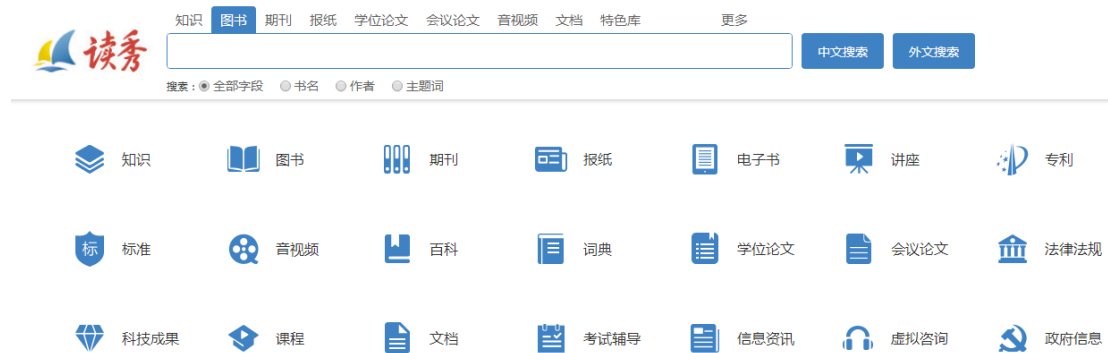 知识 图书 期刊 报纸 学位论文 会议论文 音视频 文档 特色库 更多
读秀
中文搜索 外文搜索
搜索： 全部字段 书名 作者 主题词
知识 图书 期刊 报纸 电子书 讲座 专利
标 标准 音视频 百科 词典 学位论文 会议论文 法律法规
科技成果 课程 文档 考试辅导 信息资讯 虚拟咨询 政府信息